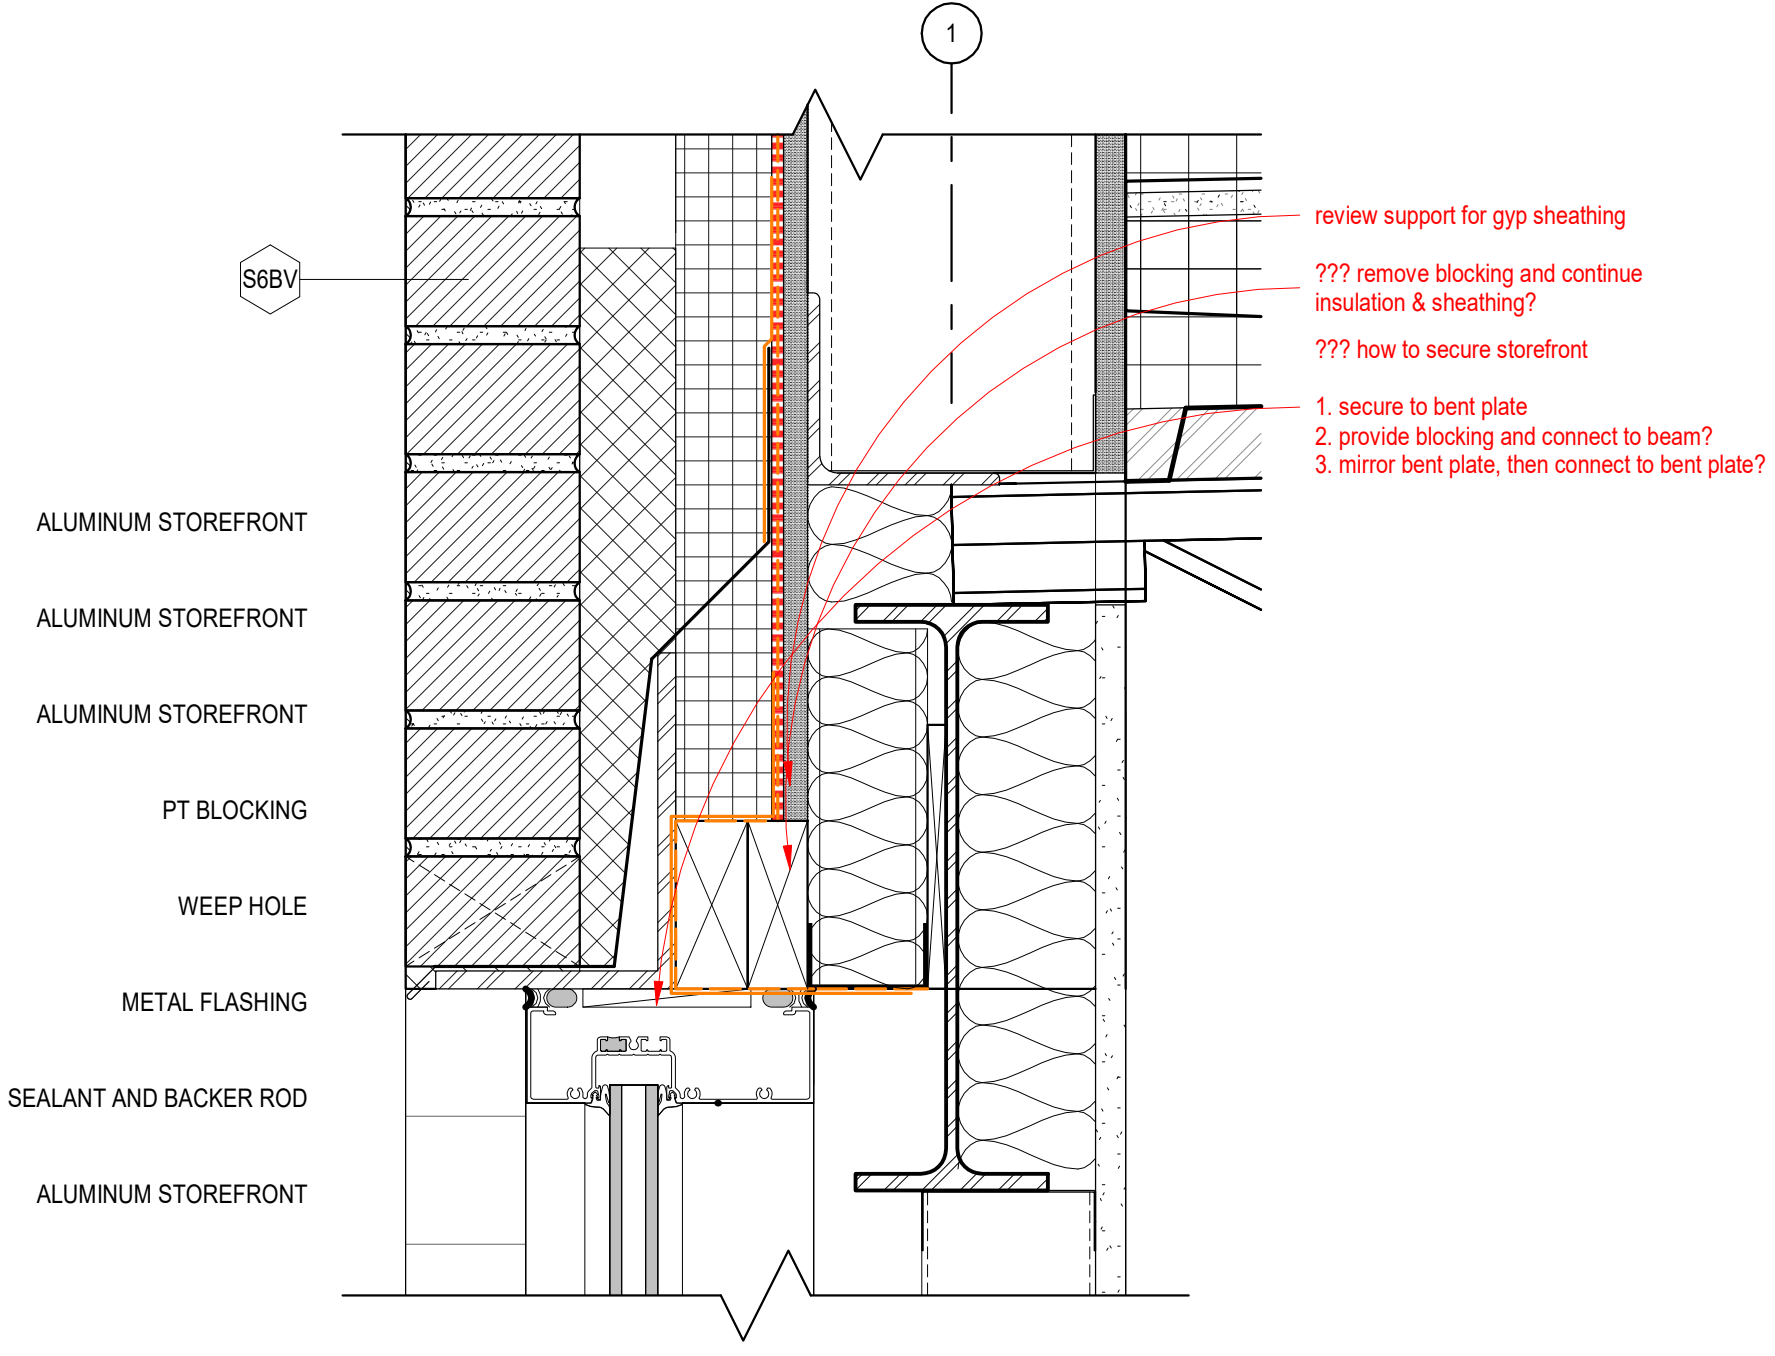 1
S6BV
review support for gyp sheathing
??? remove blocking and continue
insulation & sheathing?
??? how to secure storefront
1. secure to bent plate
2. provide blocking and connect to beam?
3. mirror bent plate, then connect to bent plate?
ALUMINUM STOREFRONT
ALUMINUM STOREFRONT
ALUMINUM STOREFRONT
PT BLOCKING
WEEP HOLE
METAL FLASHING
SEALANT AND BACKER ROD
ALUMINUM STOREFRONT